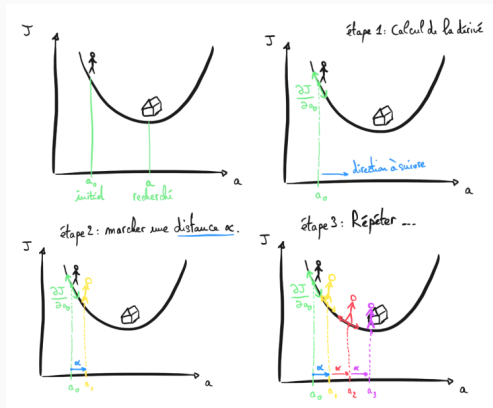 J
a₀
initial
a
recherché
a
étape 1: Calcul de la dérivé
J
∂J/∂a₀
direction à suivre
a₀
a
étape 2: marcher une distance α.
J
∂J/∂a₀
α
a₀ a₁
a
étape 3: Répéter ...
J
∂J/∂a₀
α α α
a₀ a₁ a₂ a₃
a